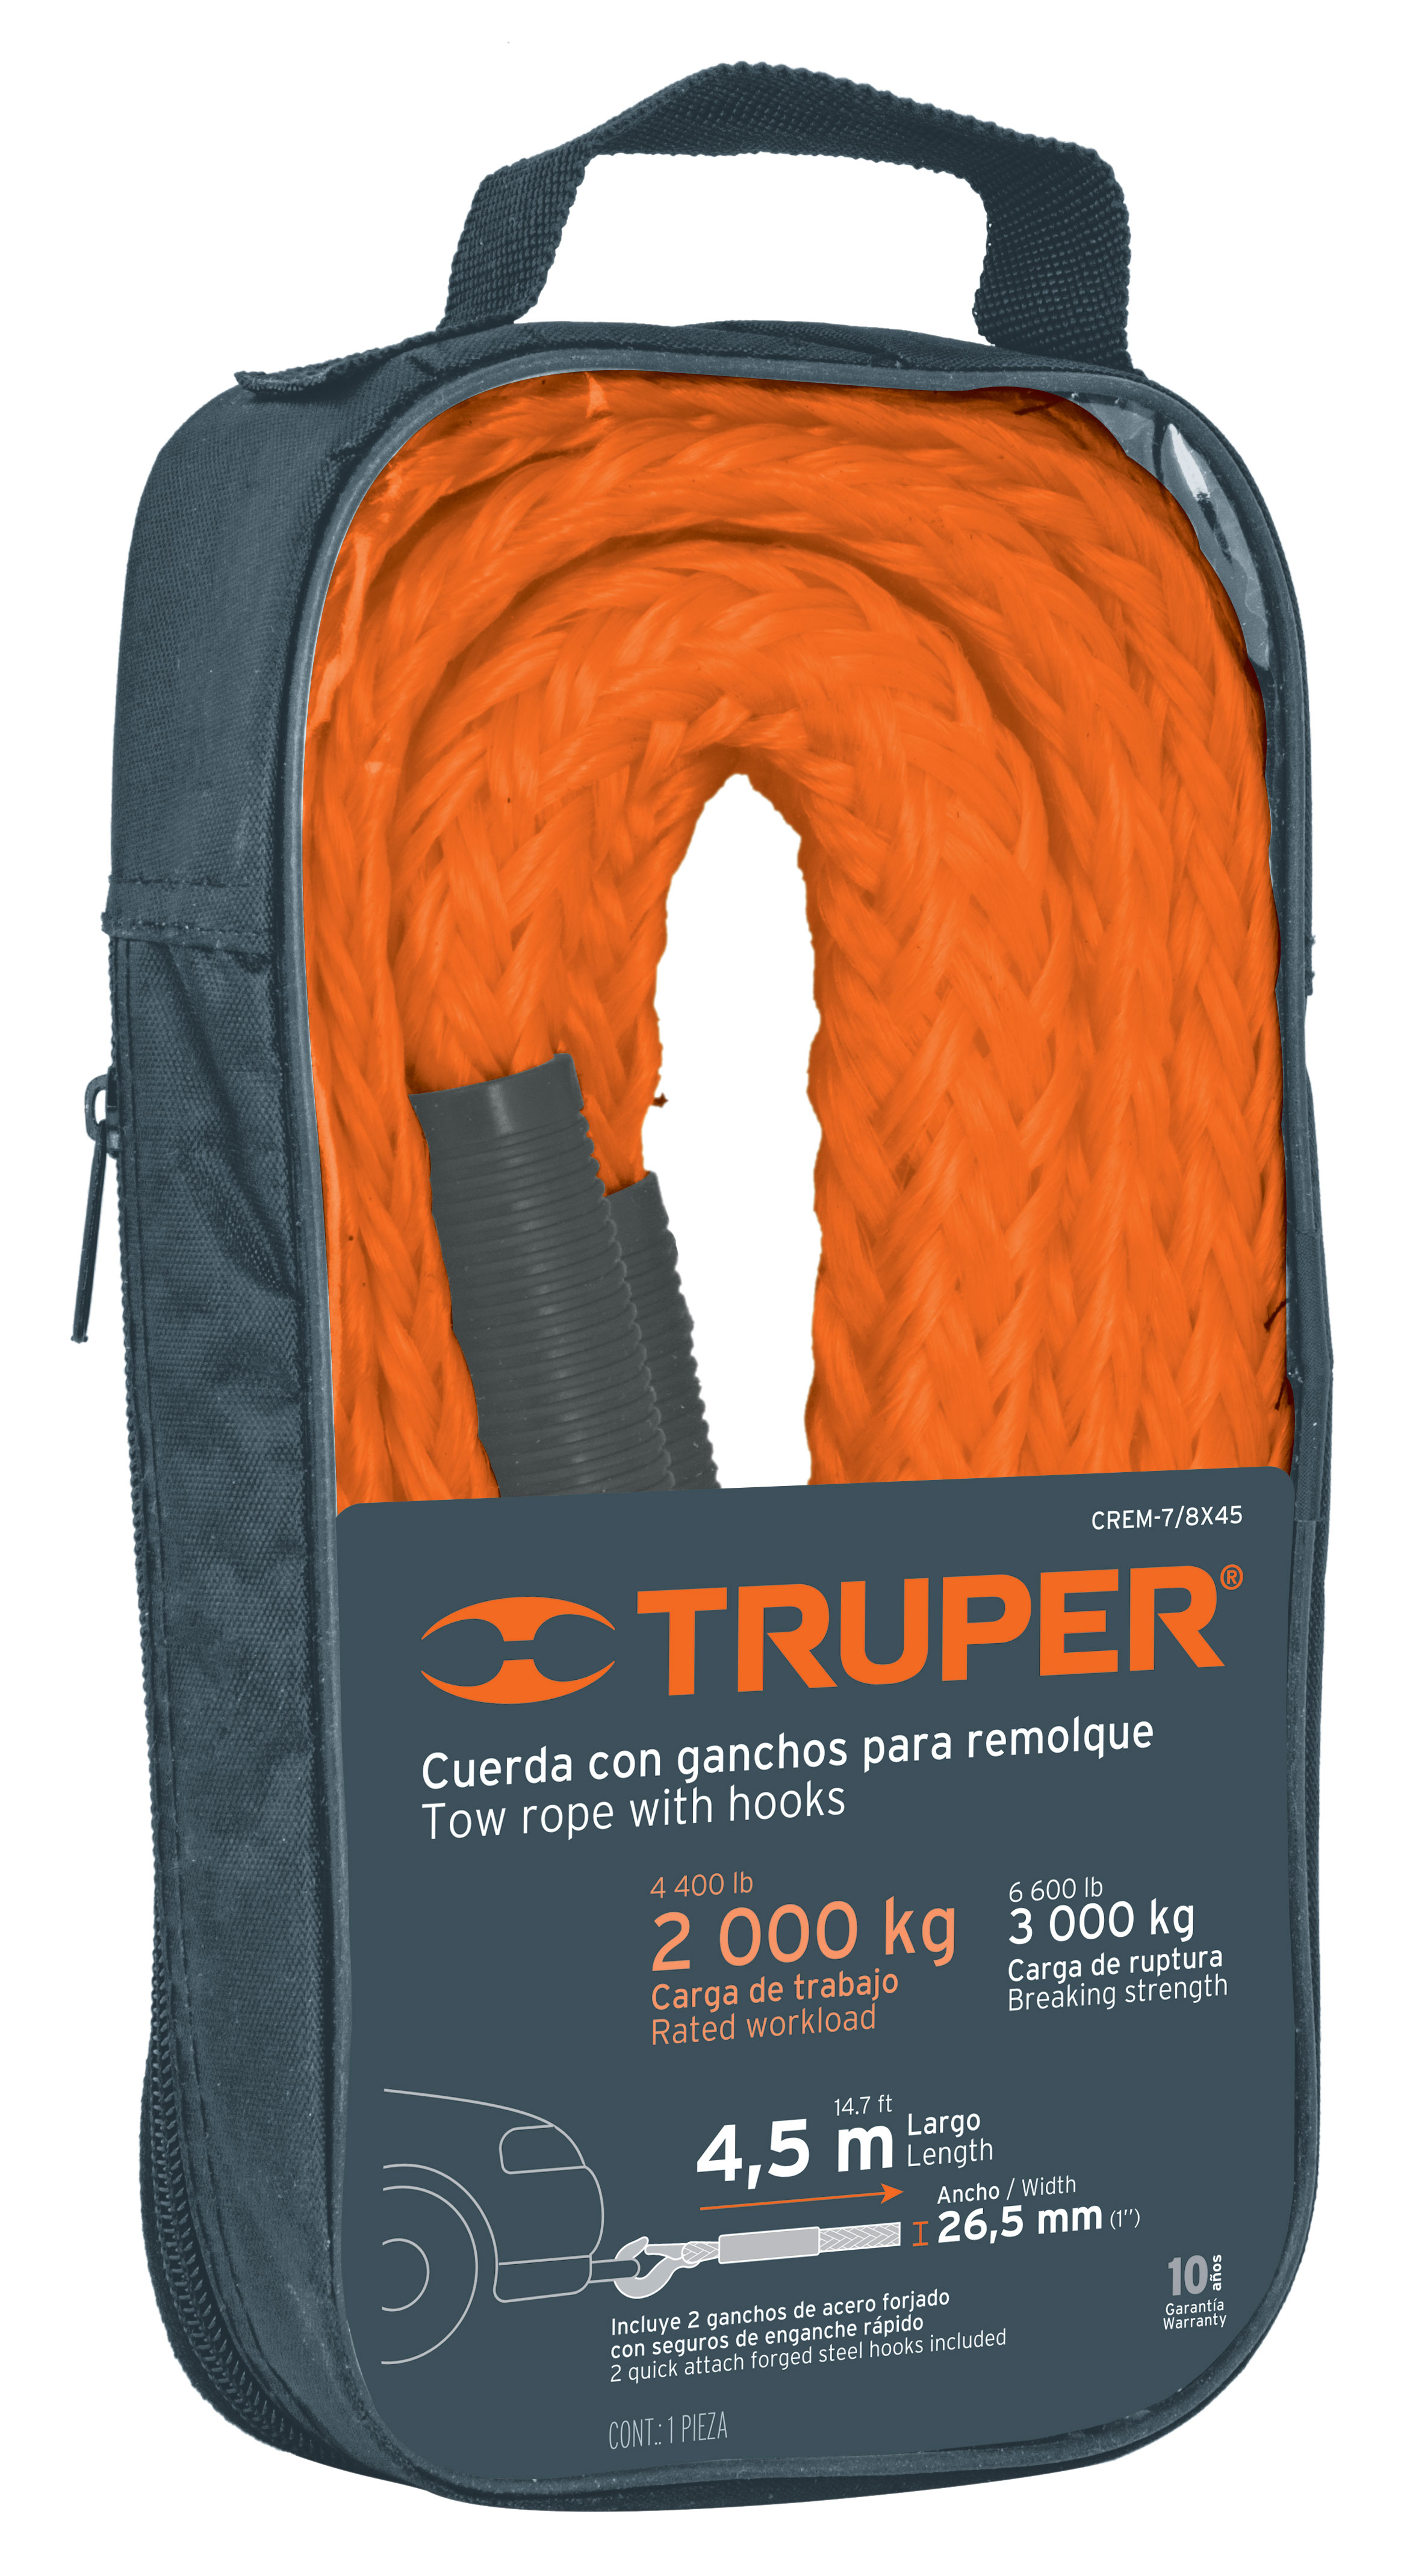 CREM-7/8X45
TRUPER®
Cuerda con ganchos para remolque
Tow rope with hooks
4 400 lb
2 000 kg
Carga de trabajo
Rated workload
6 600 lb
3 000 kg
Carga de ruptura
Breaking strength
14.7 ft
4,5 m
Largo
Length
Ancho / Width
26,5 mm (1")
Incluye 2 ganchos de acero forjado
con seguros de enganche rápido
2 quick attach forged steel hooks included
10 años
Garantía
Warranty
CONT.: 1 PIEZA